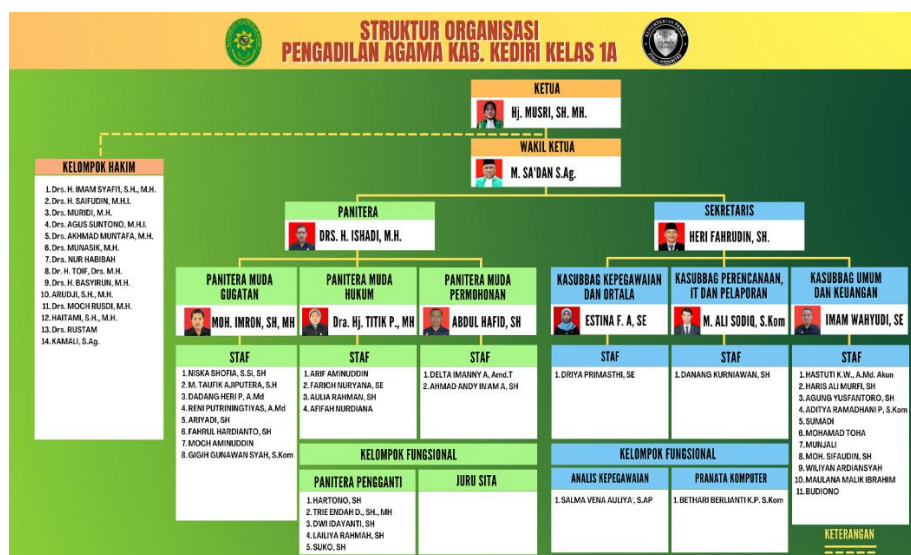 STRUKTUR ORGANISASI
PENGADILAN AGAMA KAB. KEDIRI KELAS 1A
KETUA
Hj. MUSRI, SH. MH.
WAKIL KETUA
M. SA'DAN S.Ag.
KELOMPOK HAKIM
1.Drs. H. IMAM SYAFI'I, S.H., M.H.
2.Drs. H. SAIFUDIN, M.H.I.
3.Drs. MURIDI, M.H.
4.Drs. AGUS SUNTONO, M.H.I.
5.Drs. AKHMAD MUNTAFA, M.H.
6.Drs. MUNASIK, M.H.
7.Dra. NUR HABIBAH
8.Dr. H. TOIF, Drs. M.H.
9.Drs. H. BASYIRUN, M.H.
10.ARUDJI, S.H., M.H.
11.Drs. MOCH RUSDI, M.H.
12.HAITAMI, S.H., M.H.
13.Drs. RUSTAM
14.KAMALI, S.Ag.
PANITERA
DRS. H. ISHADI, M.H.
SEKRETARIS
HERI FAHRUDIN, SH.
PANITERA MUDA
GUGATAN
MOH. IMRON, SH, MH
PANITERA MUDA
HUKUM
Dra. Hj. TITIK P., MH
PANITERA MUDA
PERMOHONAN
ABDUL HAFID, SH
KASUBBAG KEPEGAWAIAN
DAN ORTALA
ESTINA F. A, SE
KASUBBAG PERENCANAAN,
IT DAN PELAPORAN
M. ALI SODIQ, S.Kom
KASUBBAG UMUM
DAN KEUANGAN
IMAM WAHYUDI, SE
STAF
1.NISKA SHOFIA, S.Si, SH
2.M. TAUFIK AJIPUTERA, S.H
3.DADANG HERI P, A.Md
4.RENI PUTRININGTIYAS, A.Md
5.ARIYADI, SH
6.FAHRUL HARDIANTO, SH
7.MOCH AMINUDDIN
8.GIGIH GUNAWAN SYAH, S.Kom
STAF
1.ARIF AMINUDDIN
2.FARICH NURYANA, SE
3.AULIA RAHMAN, SH
4.AFIFAH NURDIANA
STAF
1.DELTA IMANNY A, Amd.T
2.AHMAD ANDY INAM A, SH
STAF
1.DRIYA PRIMASTHI, SE
STAF
1.DANANG KURNIAWAN, SH
STAF
1.HASTUTI K.W., A.Md. Akun
2.HARIS ALI MURFI, SH
3.AGUNG YUSFANTORO, SH
4.ADITYA RAMADHANI P, S.Kom
5.SUMADI
6.MOHAMAD TOHA
7.MUNJALI
8.MOH. SIFAUDIN, SH
9.WILIYAN ARDIANSYAH
10.MAULANA MALIK IBRAHIM
11.BUDIONO
KELOMPOK FUNGSIONAL
PANITERA PENGGANTI
1.HARTONO, SH
2.TRIE ENDAH D., SH., MH
3.DWI IDAYANTI, SH
4.LAILIYA RAHMAH, SH
5.SUKO, SH
JURU SITA
KELOMPOK FUNGSIONAL
ANALIS KEPEGAWAIAN
1.SALMA VENA AULIYA', S.AP
PRANATA KOMPUTER
1.BETHARI BERLIANTI K.P. S.Kom
KETERANGAN